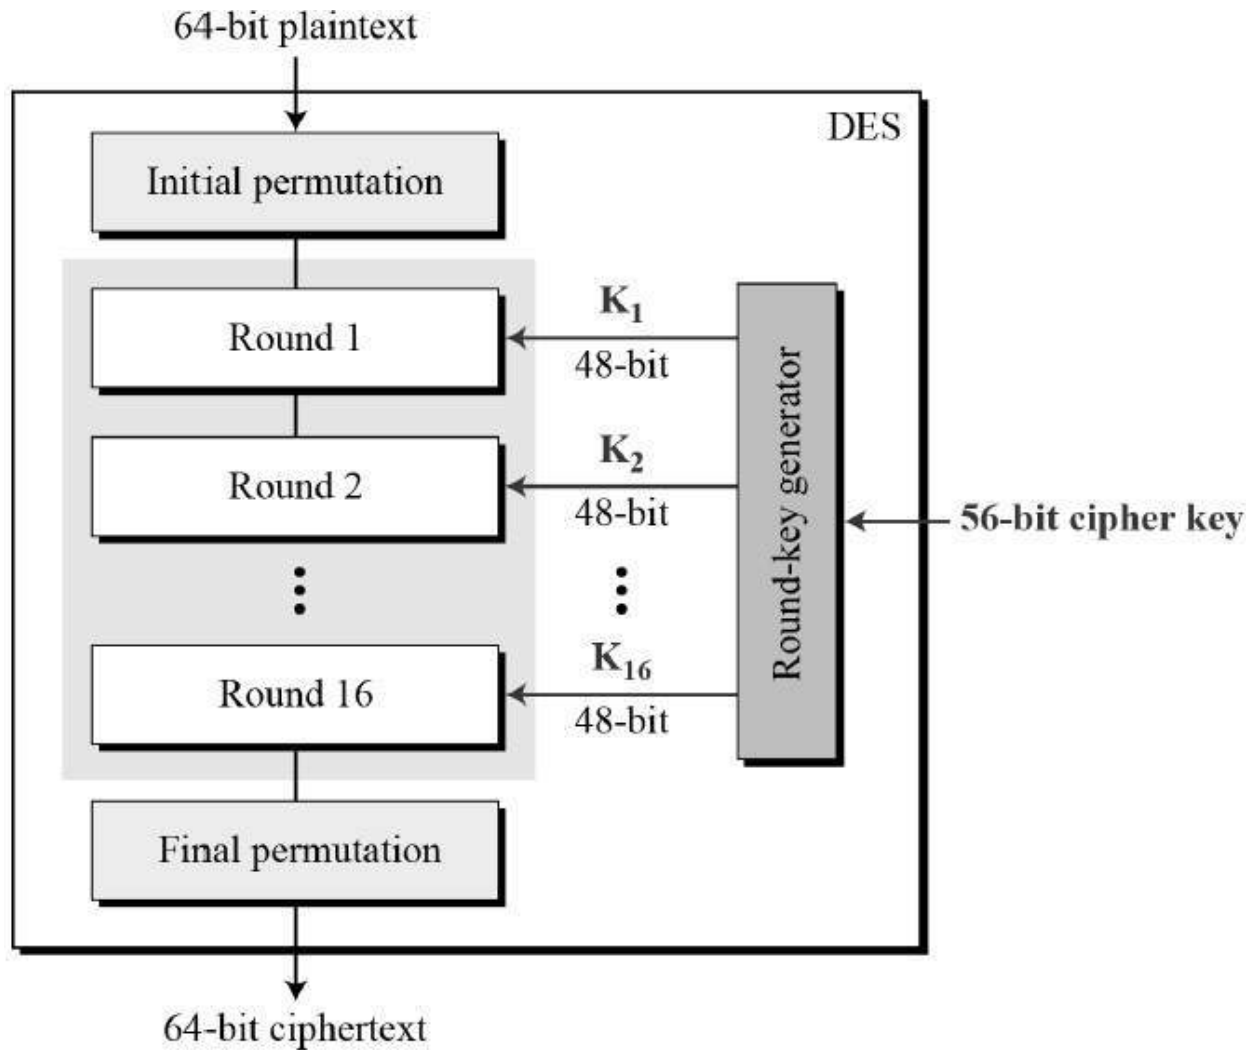 64-bit plaintext
DES
Initial permutation
Round 1
K1
48-bit
Round 2
K2
48-bit
Round-key generator
56-bit cipher key
Round 16
K16
48-bit
Final permutation
64-bit ciphertext